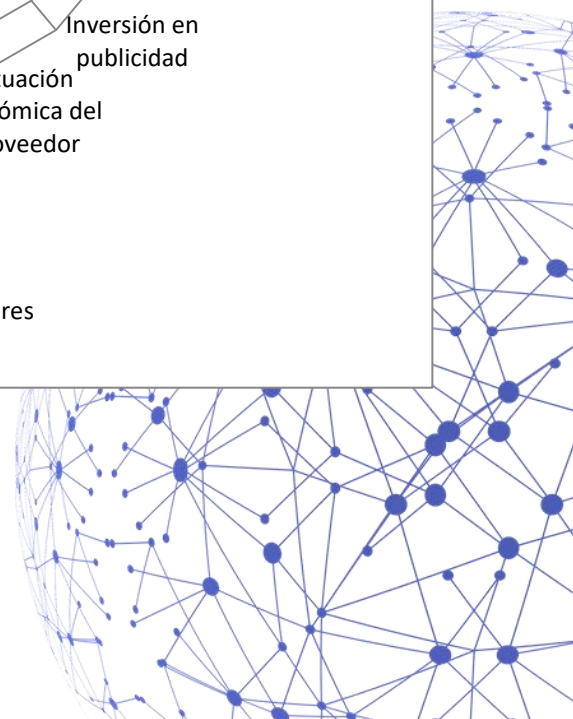 Inversión en
publicidad
tuación
ómica del
oveedor
res